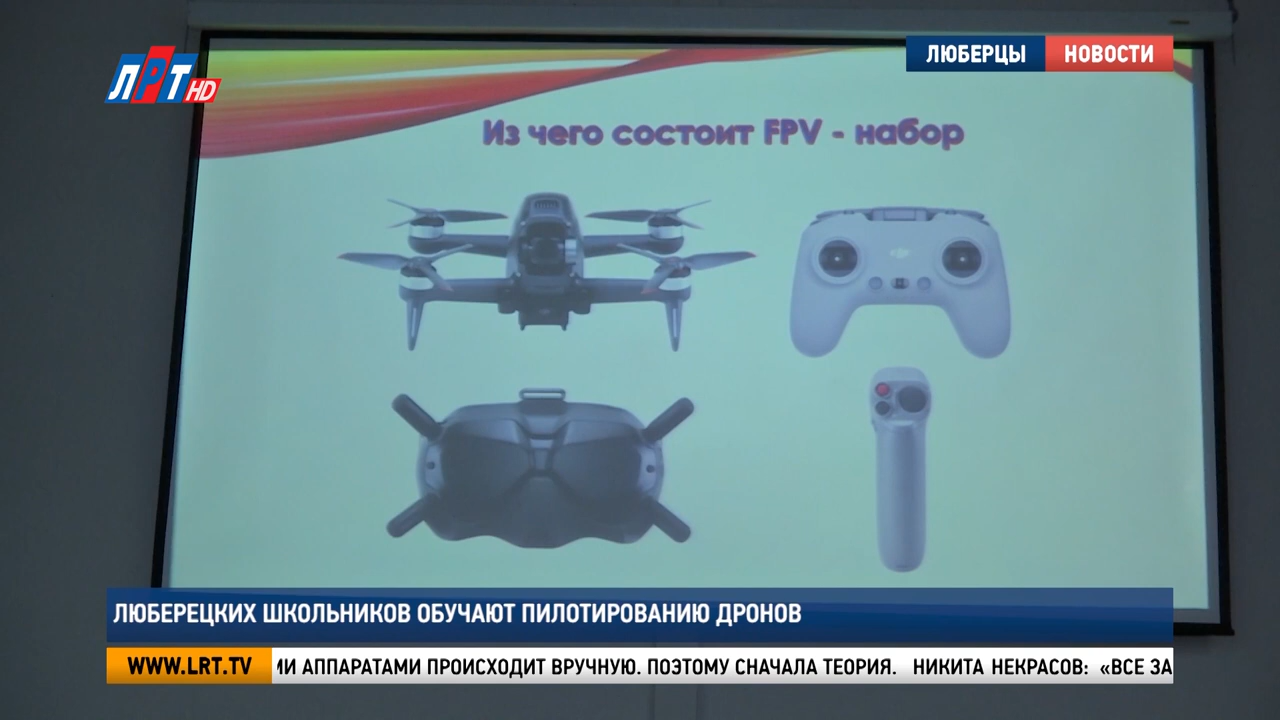 ЛРТ HD
ЛЮБЕРЦЫ НОВОСТИ
Из чего состоит FPV - набор
ЛЮБЕРЕЦКИХ ШКОЛЬНИКОВ ОБУЧАЮТ ПИЛОТИРОВАНИЮ ДРОНОВ
WWW.LRT.TV АППАРАТАМИ ПРОИСХОДИТ ВРУЧНУЮ. ПОЭТОМУ СНАЧАЛА ТЕОРИЯ. НИКИТА НЕКРАСОВ: «ВСЕ ЗА